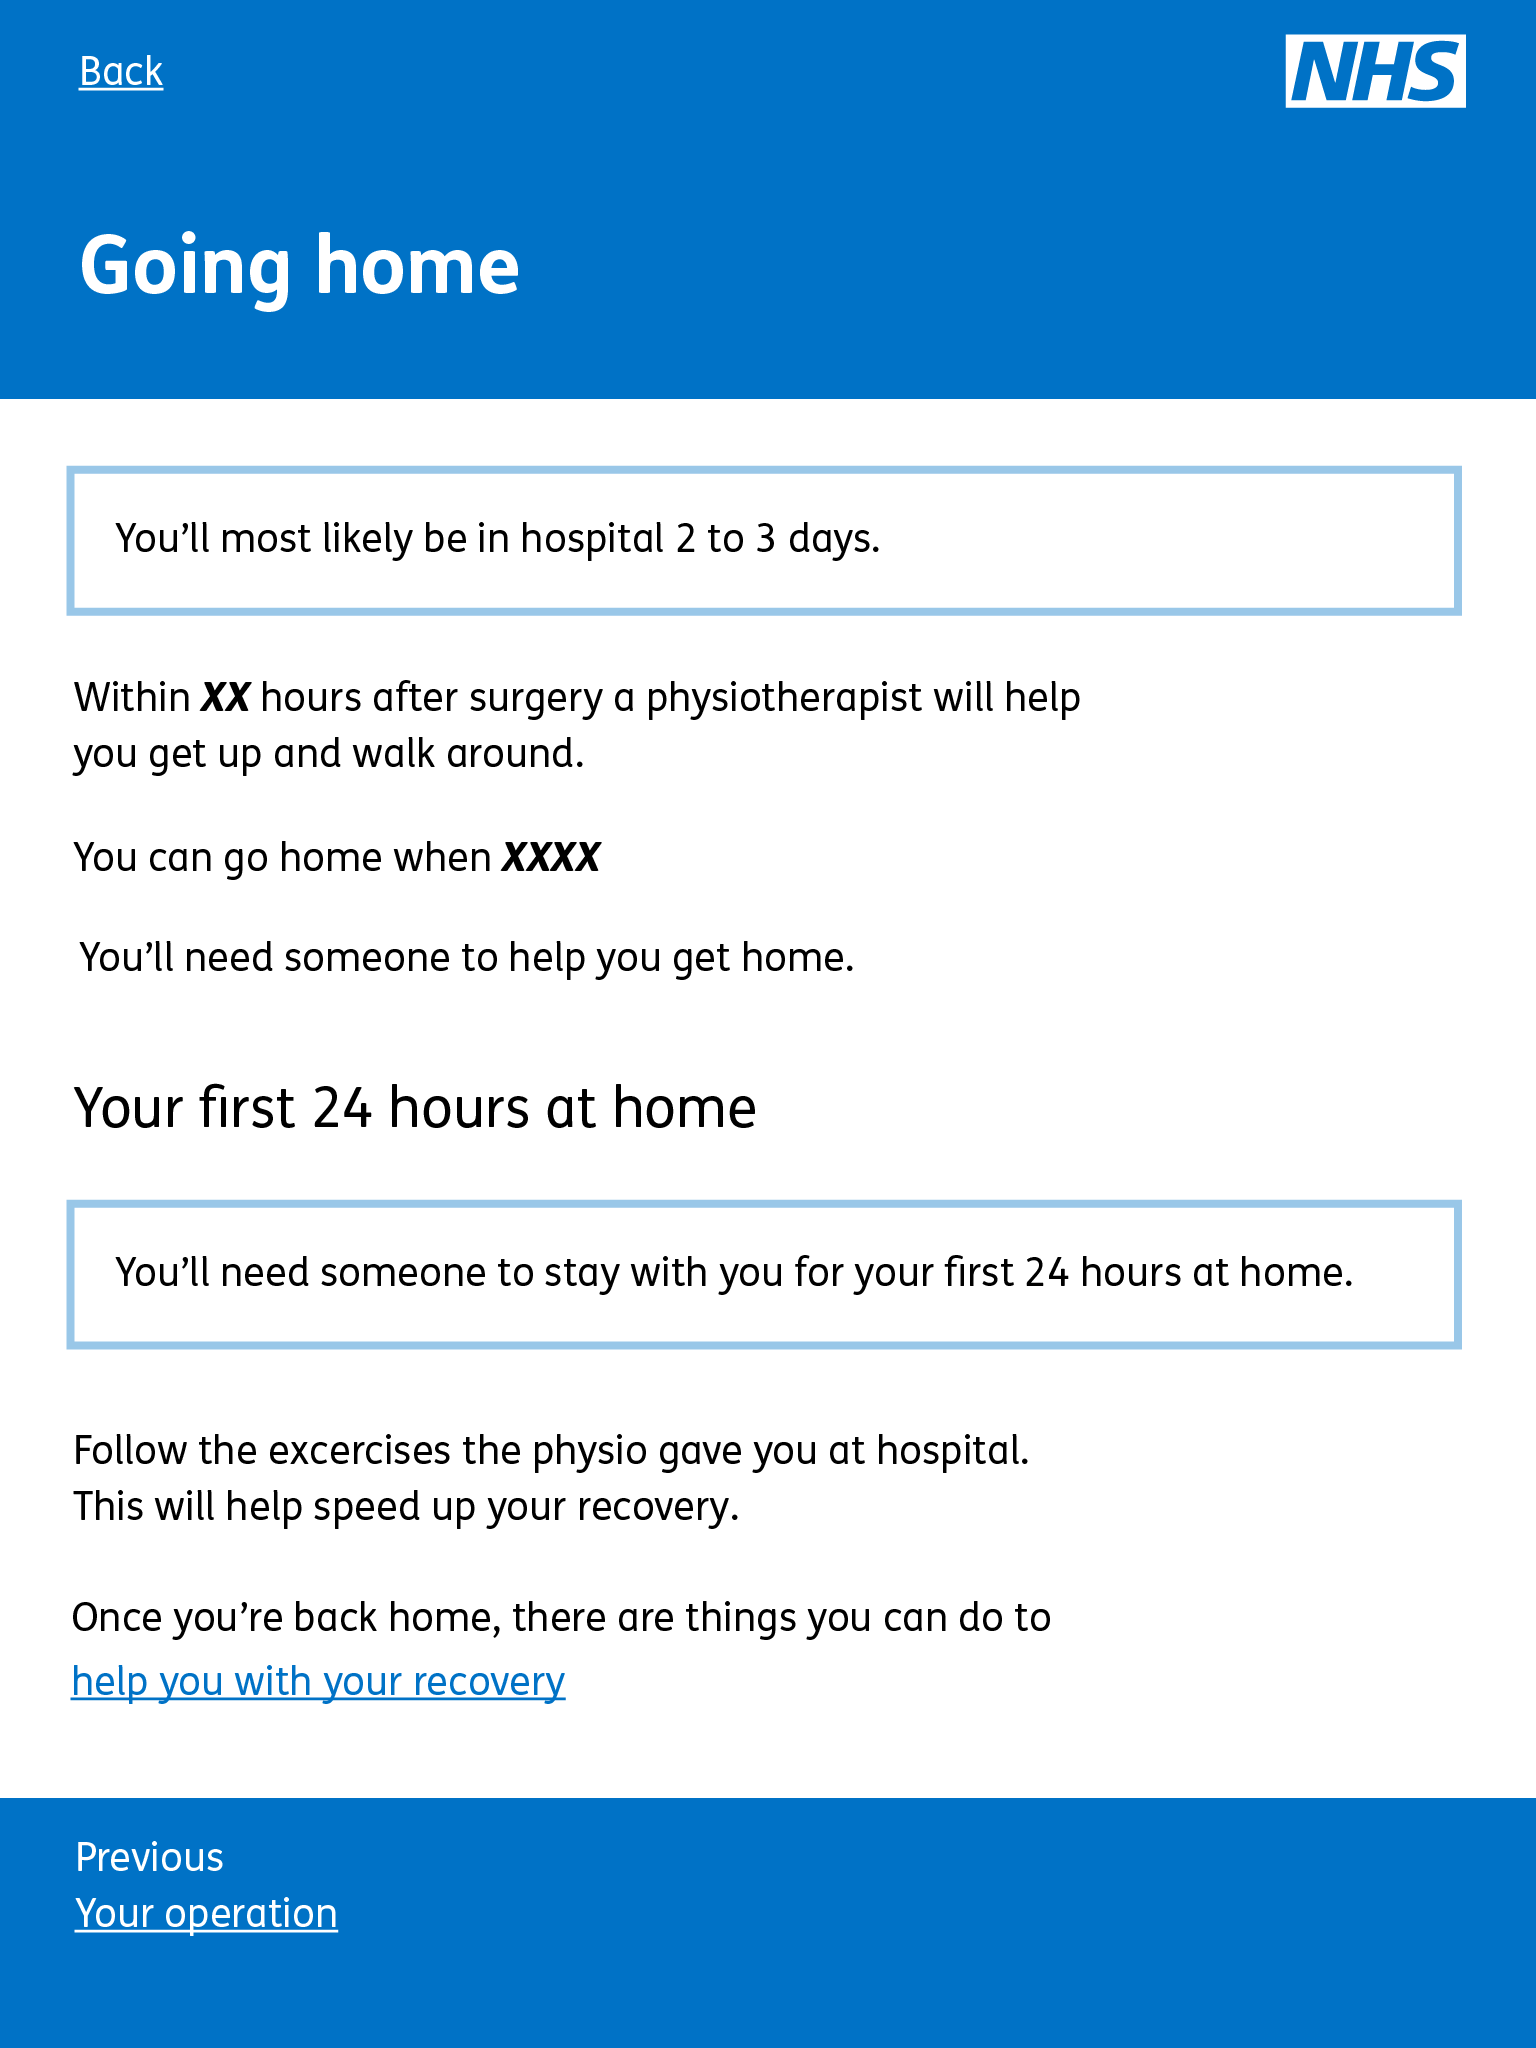 Back
NHS
Going home
You’ll most likely be in hospital 2 to 3 days.
Within XX hours after surgery a physiotherapist will help
you get up and walk around.
You can go home when XXXX
You’ll need someone to help you get home.
Your first 24 hours at home
You’ll need someone to stay with you for your first 24 hours at home.
Follow the excercises the physio gave you at hospital.
This will help speed up your recovery.
Once you’re back home, there are things you can do to
help you with your recovery
Previous
Your operation